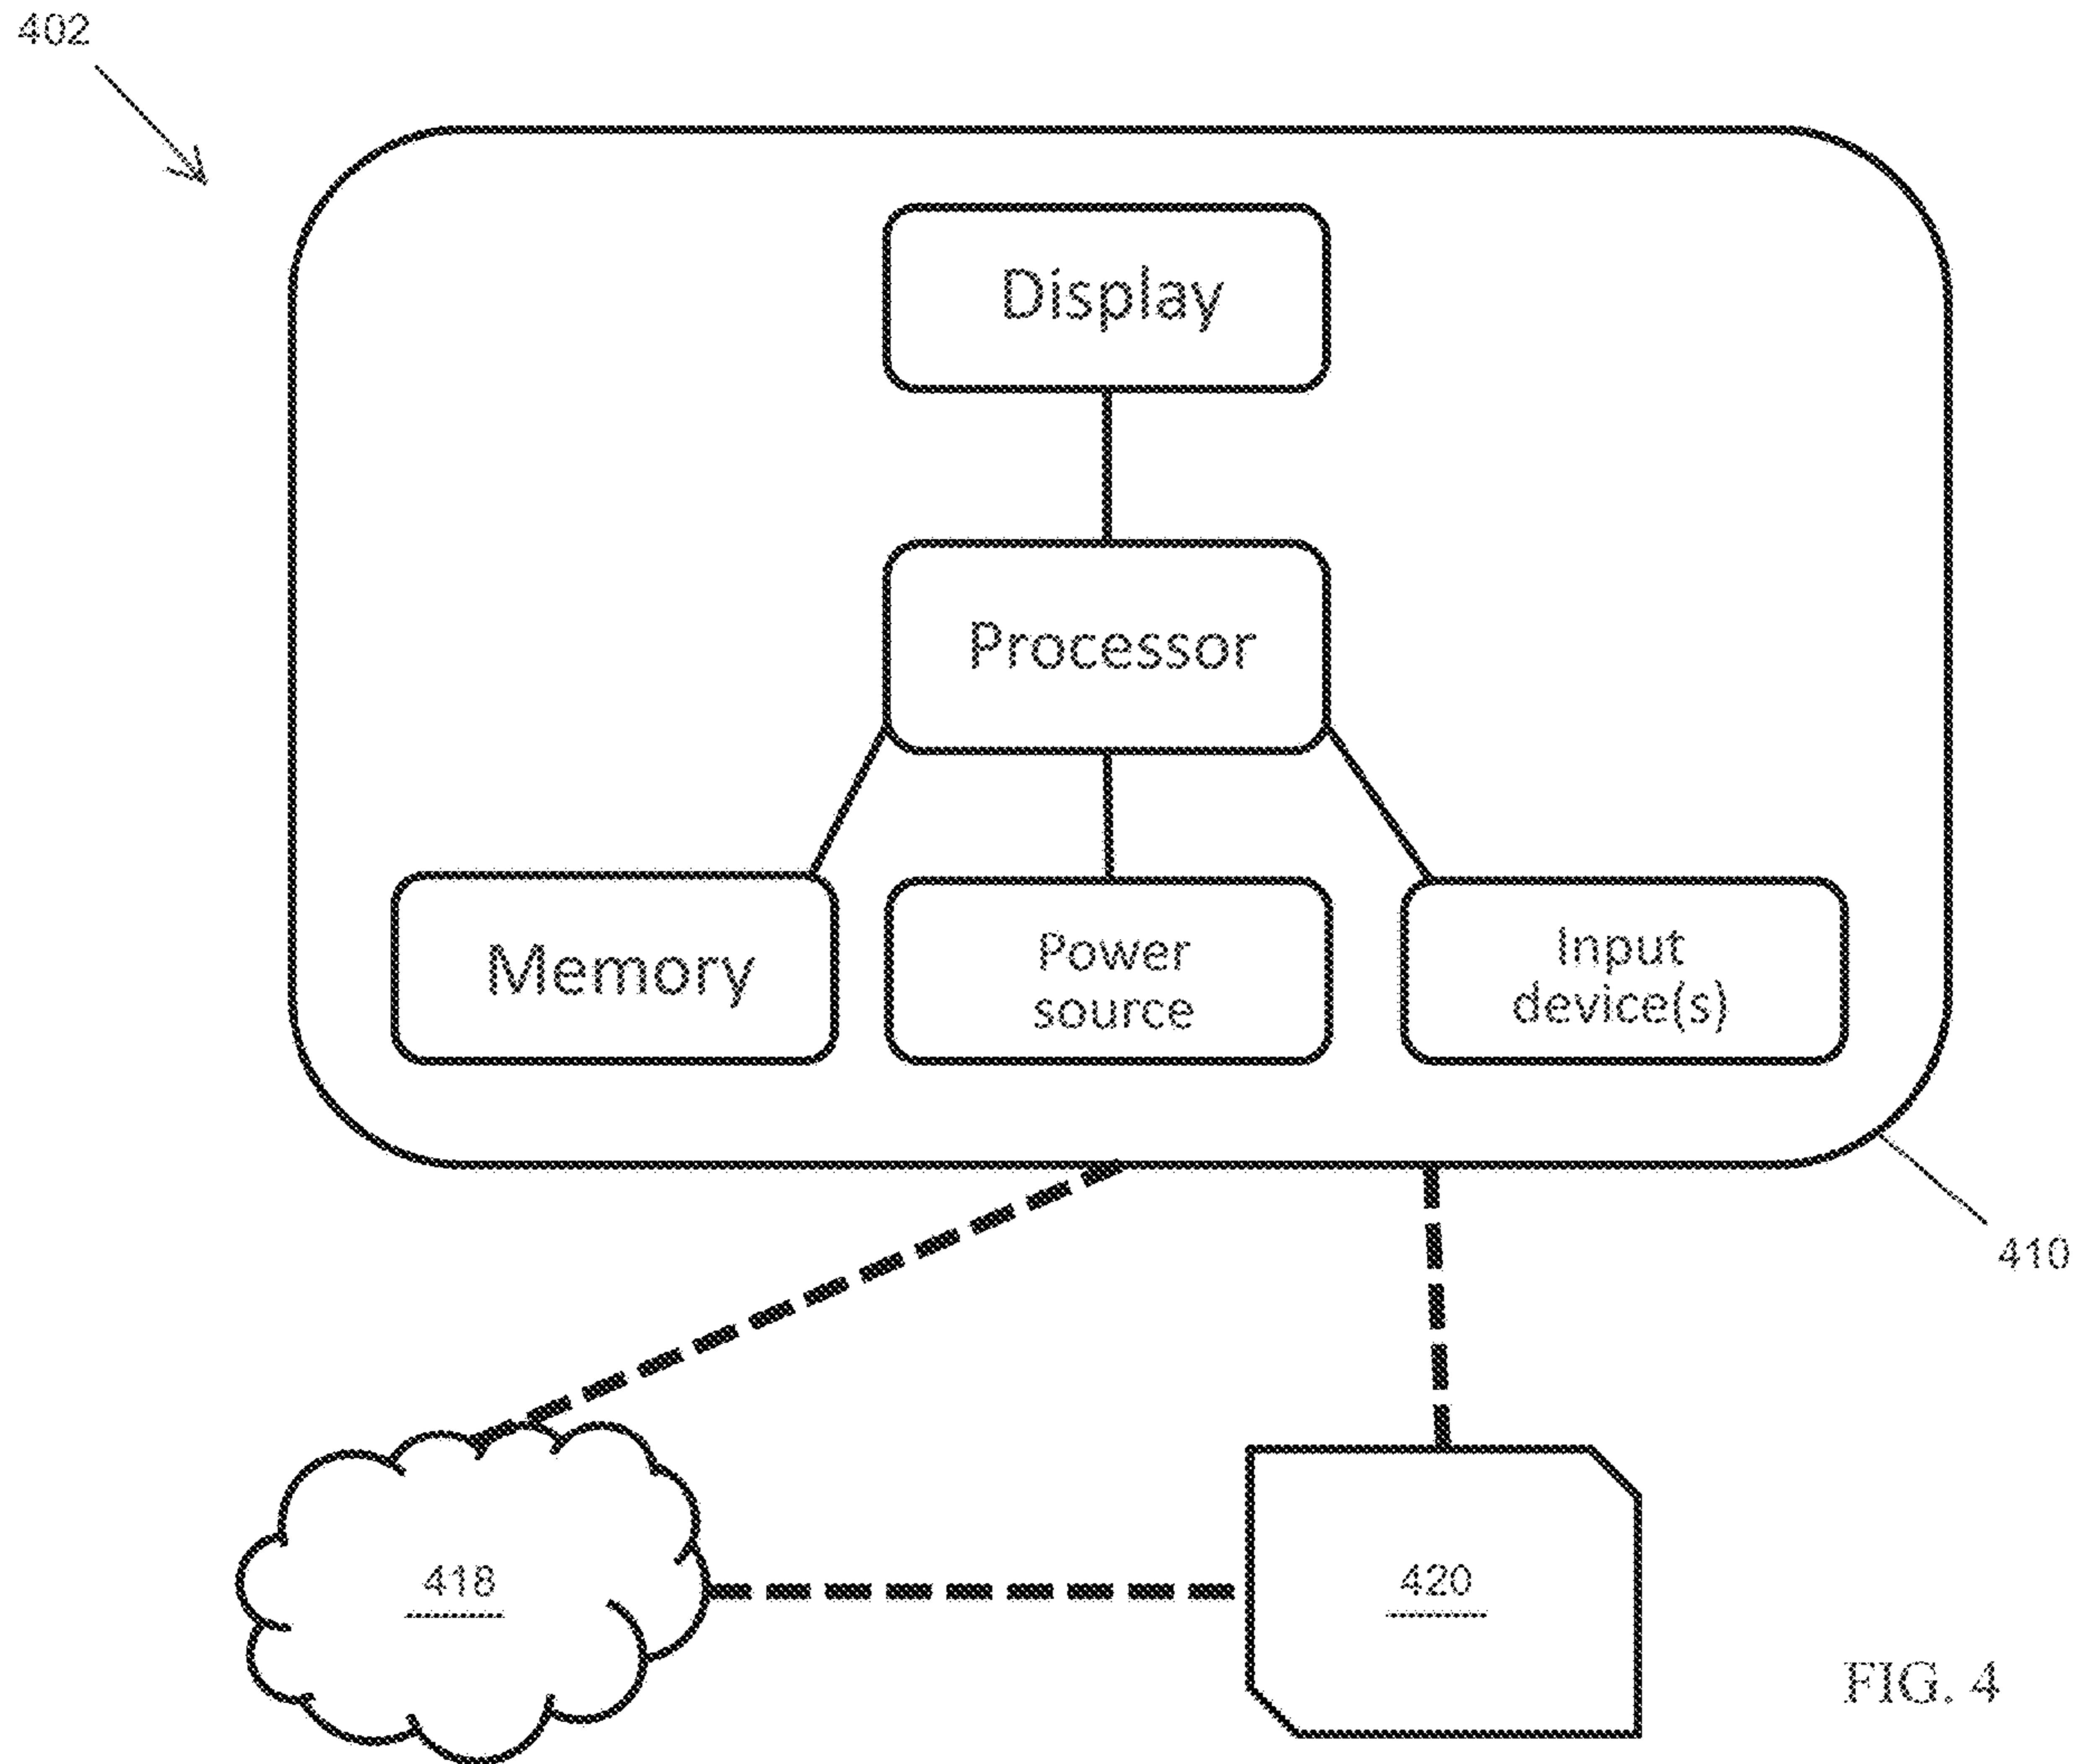 402
Display
Processor
Memory
Power
source
Input
device(s)
410
418
420
FIG. 4